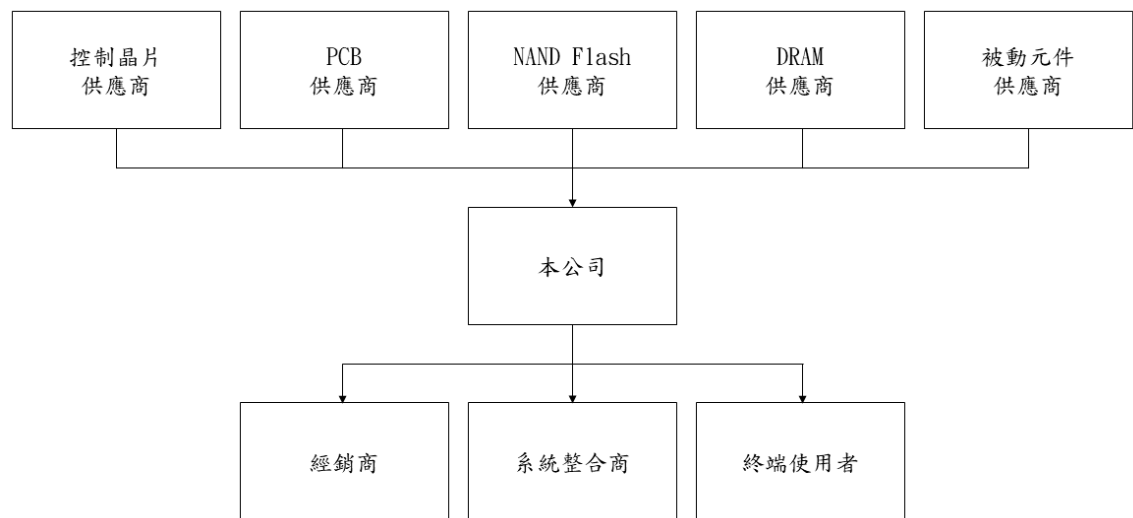 控制晶片
供應商
PCB
供應商
NAND Flash
供應商
DRAM
供應商
被動元件
供應商
本公司
經銷商
系統整合商
終端使用者